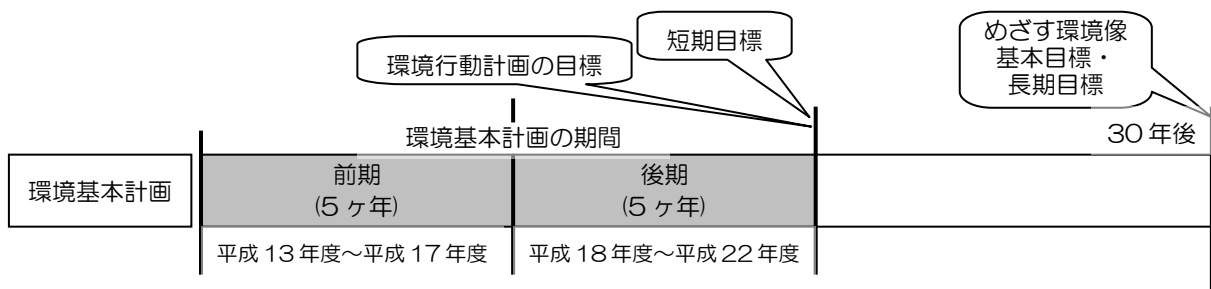 短期目標
めざす環境像
基本目標・
長期目標
環境行動計画の目標
環境基本計画の期間
30年後
環境基本計画
前期
(5ヶ年)
後期
(5ヶ年)
平成13年度～平成17年度
平成18年度～平成22年度